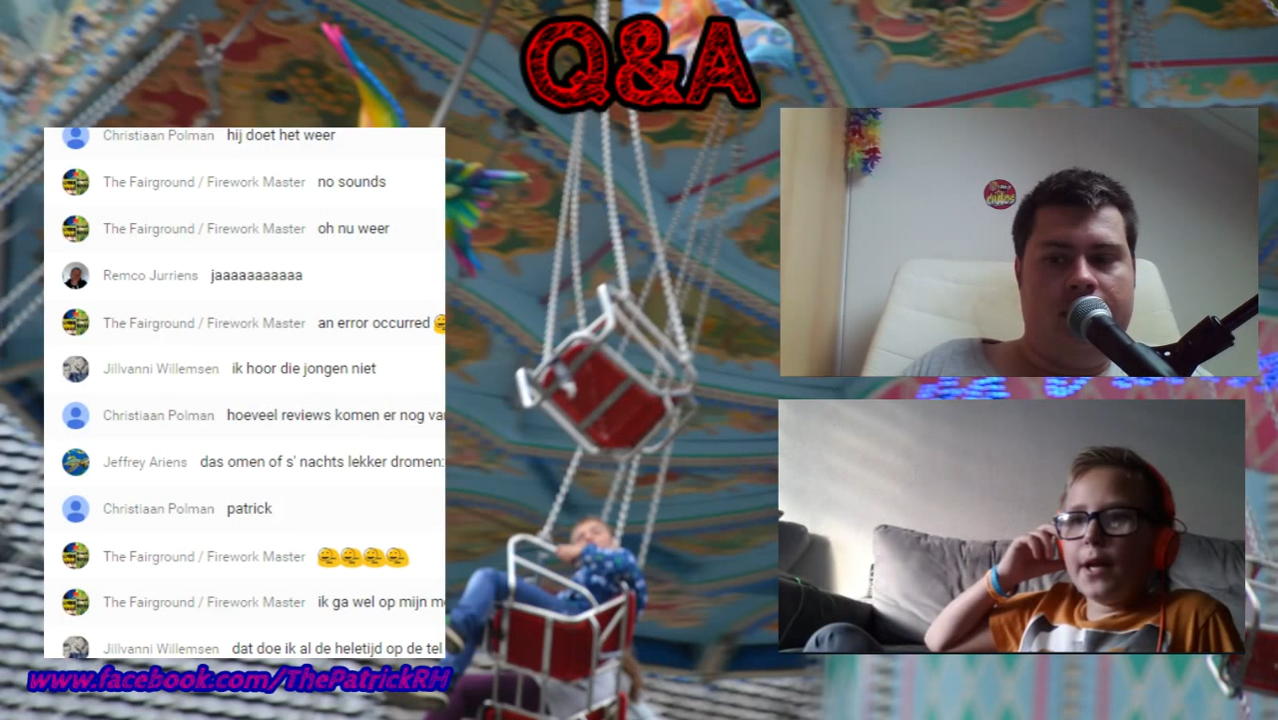 Q&A
Christiaan Polman hij doet het weer
The Fairground / Firework Master no sounds
The Fairground / Firework Master oh nu weer
Remco Jurriens jaaaaaaaaaaa
The Fairground / Firework Master an error occurred
Jillvanni Willemsen ik hoor die jongen niet
Christiaan Polman hoeveel reviews komen er nog
Jeffrey Ariens das omen of s' nachts lekker dromen:
Christiaan Polman patrick
The Fairground / Firework Master
The Fairground / Firework Master ik ga wel op mijn
Jillvanni Willemsen dat doe ik al de heletijd op de tel
www.facebook.com/ThePatrickRH